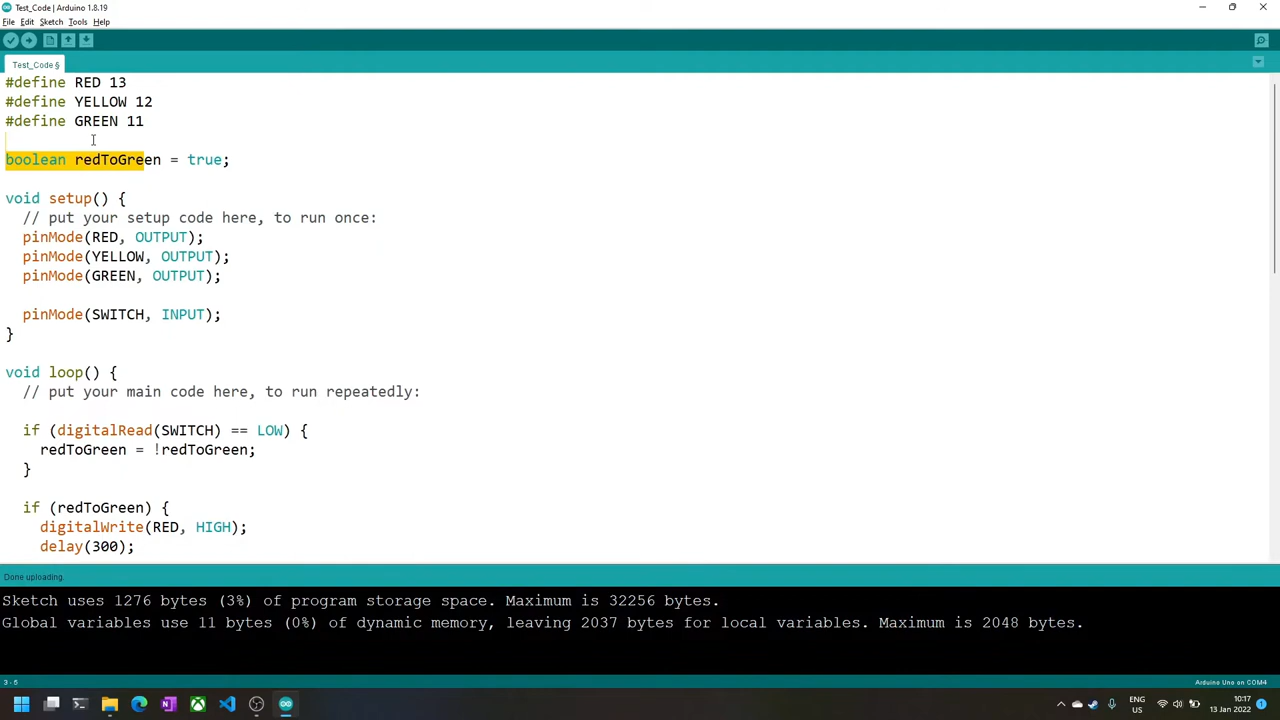 Test_Code | Arduino 1.8.19
File Edit Sketch Tools Help
Test_Code §
#define RED 13
#define YELLOW 12
#define GREEN 11
boolean redToGreen = true;
void setup() {
// put your setup code here, to run once:
pinMode(RED, OUTPUT);
pinMode(YELLOW, OUTPUT);
pinMode(GREEN, OUTPUT);
pinMode(SWITCH, INPUT);
}
void loop() {
// put your main code here, to run repeatedly:
if (digitalRead(SWITCH) == LOW) {
redToGreen = !redToGreen;
}
if (redToGreen) {
digitalWrite(RED, HIGH);
delay(300);
Done uploading.
Sketch uses 1276 bytes (3%) of program storage space. Maximum is 32256 bytes.
Global variables use 11 bytes (0%) of dynamic memory, leaving 2037 bytes for local variables. Maximum is 2048 bytes.
3 - 5
Arduino Uno on COM4
ENG
US
10:17
13 Jan 2022